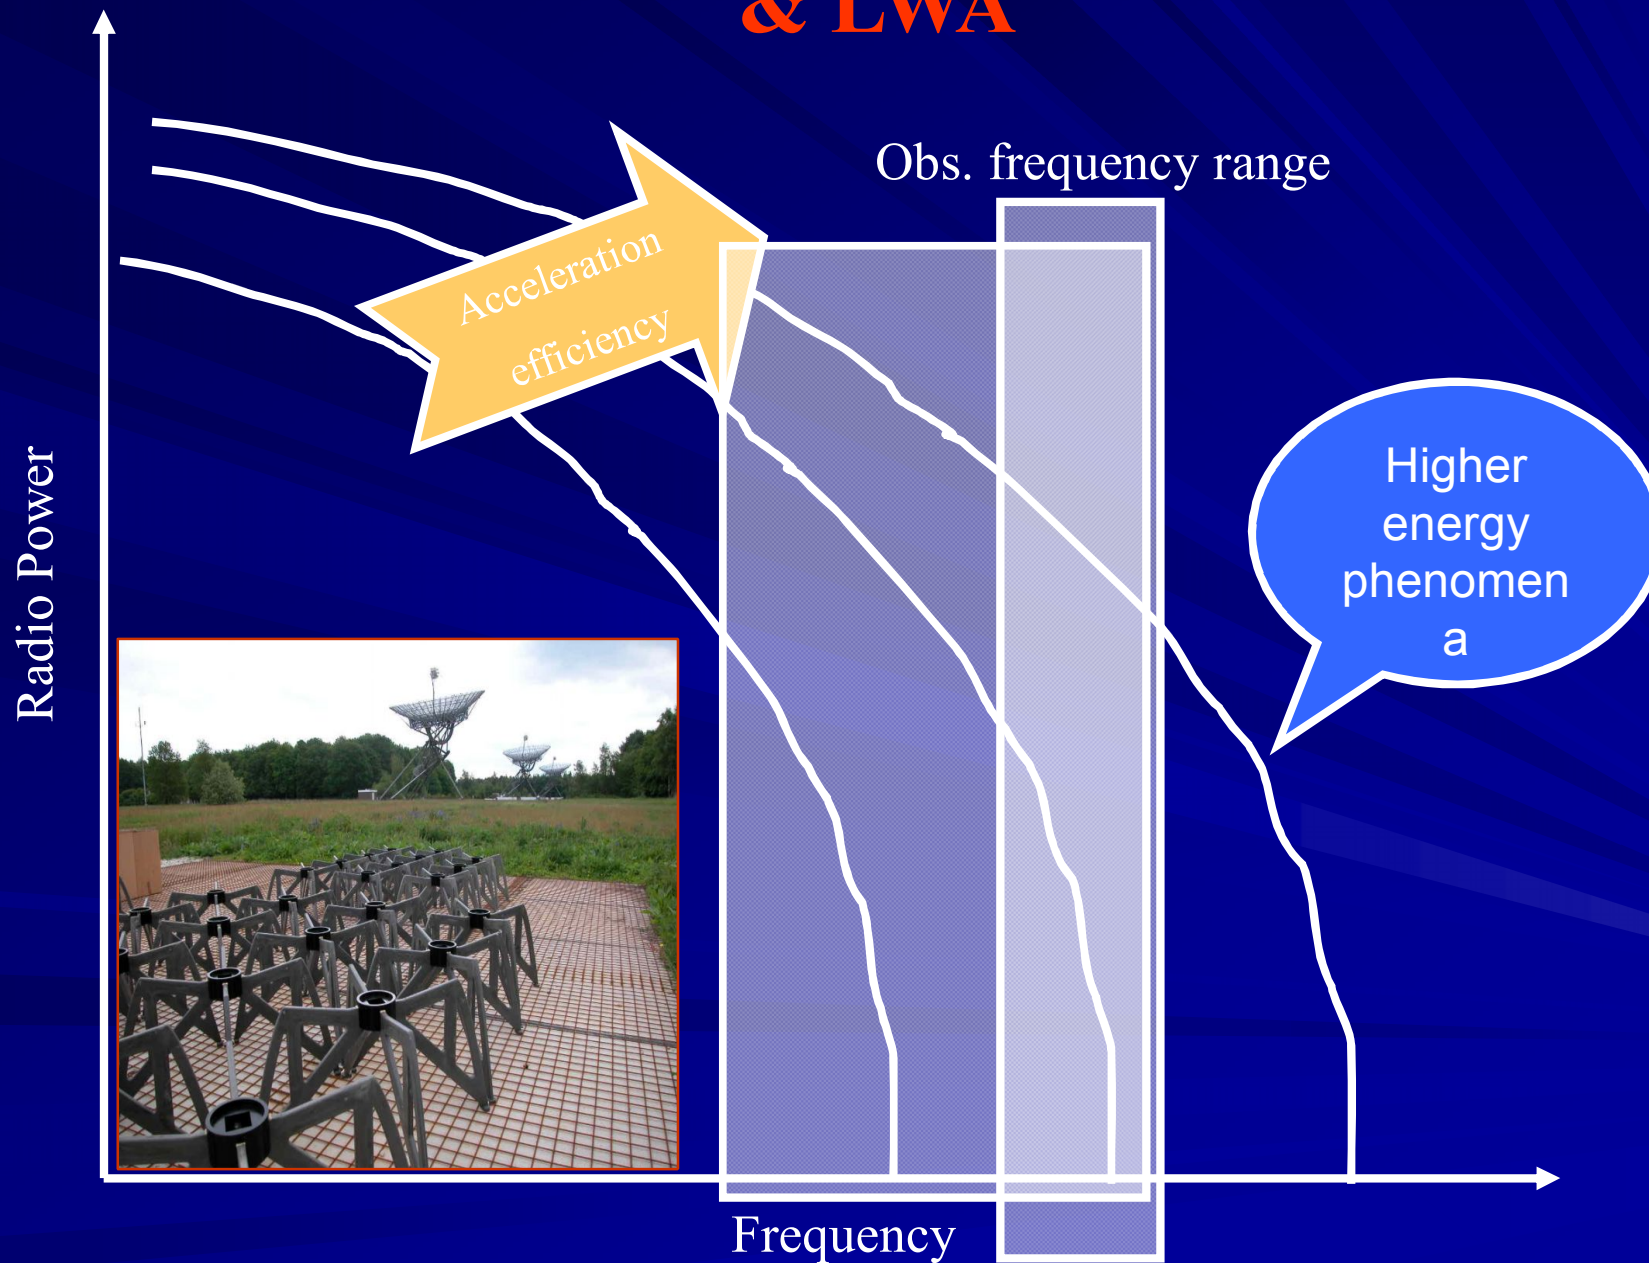 & LWA
Obs. frequency range
Acceleration
efficiency
Higher
energy
phenomen
a
Radio Power
Frequency